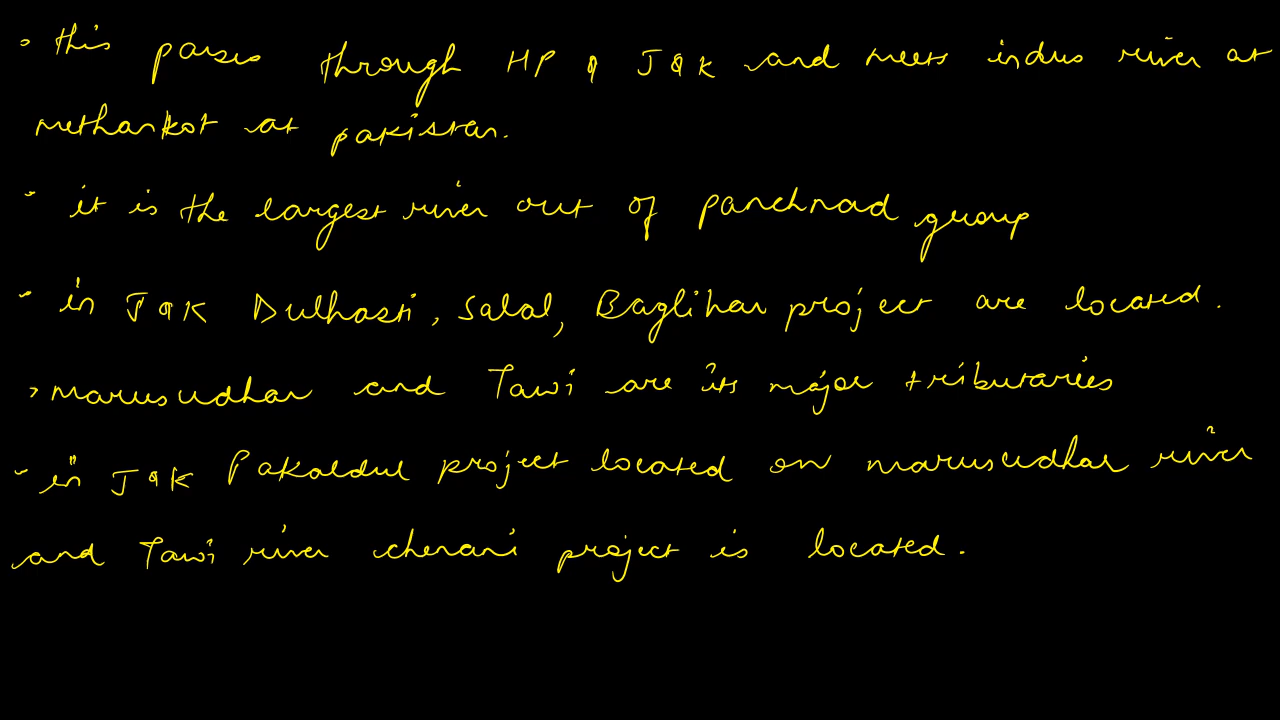 • this passes through HP & J&K and meets indus river at
methankot at pakistan.
• it is the largest river out of panchnad group
• in J&K Dulhasti, Salal, Baglihar project are located.
• marusudhar and Tawi are its major tributaries
• in J&K Pakaldul project located on marusudhar river
and Tawi river chenani project is located.